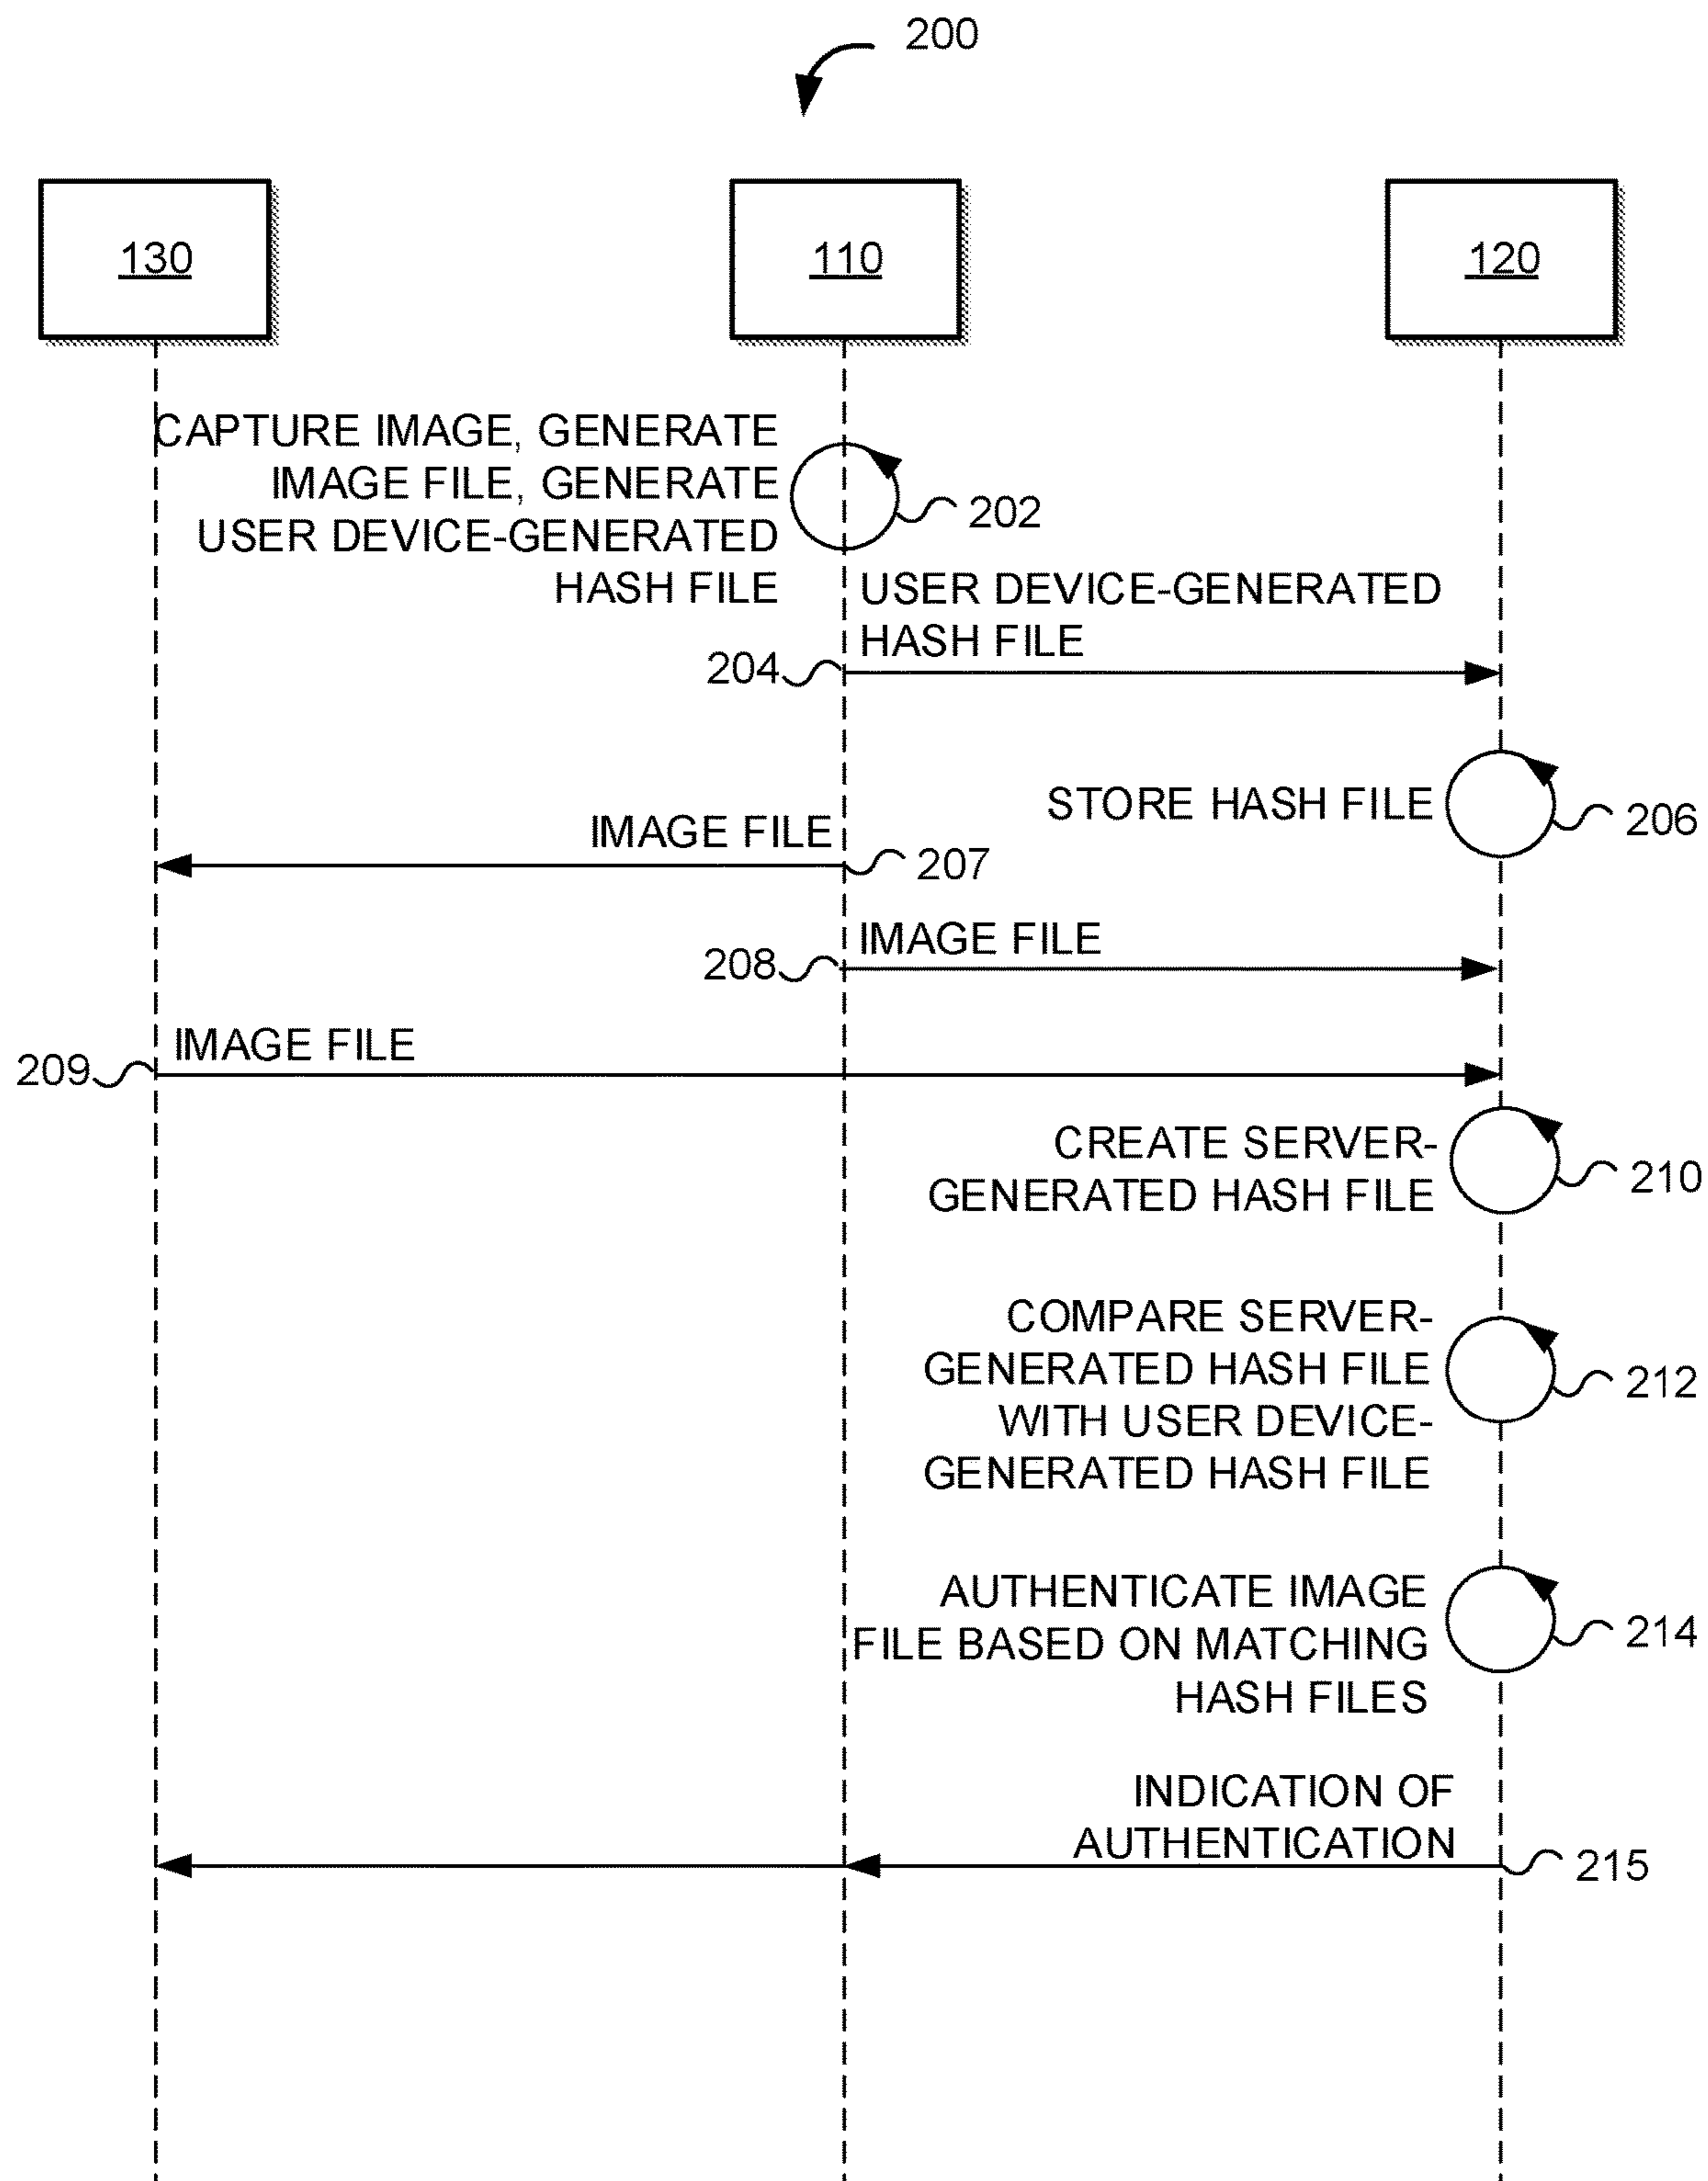 200
130
110
120
CAPTURE IMAGE, GENERATE
IMAGE FILE, GENERATE
USER DEVICE-GENERATED
HASH FILE
202
USER DEVICE-GENERATED
HASH FILE
204
STORE HASH FILE
206
IMAGE FILE
207
IMAGE FILE
208
IMAGE FILE
209
CREATE SERVER-
GENERATED HASH FILE
210
COMPARE SERVER-
GENERATED HASH FILE
WITH USER DEVICE-
GENERATED HASH FILE
212
AUTHENTICATE IMAGE
FILE BASED ON MATCHING
HASH FILES
214
INDICATION OF
AUTHENTICATION
215